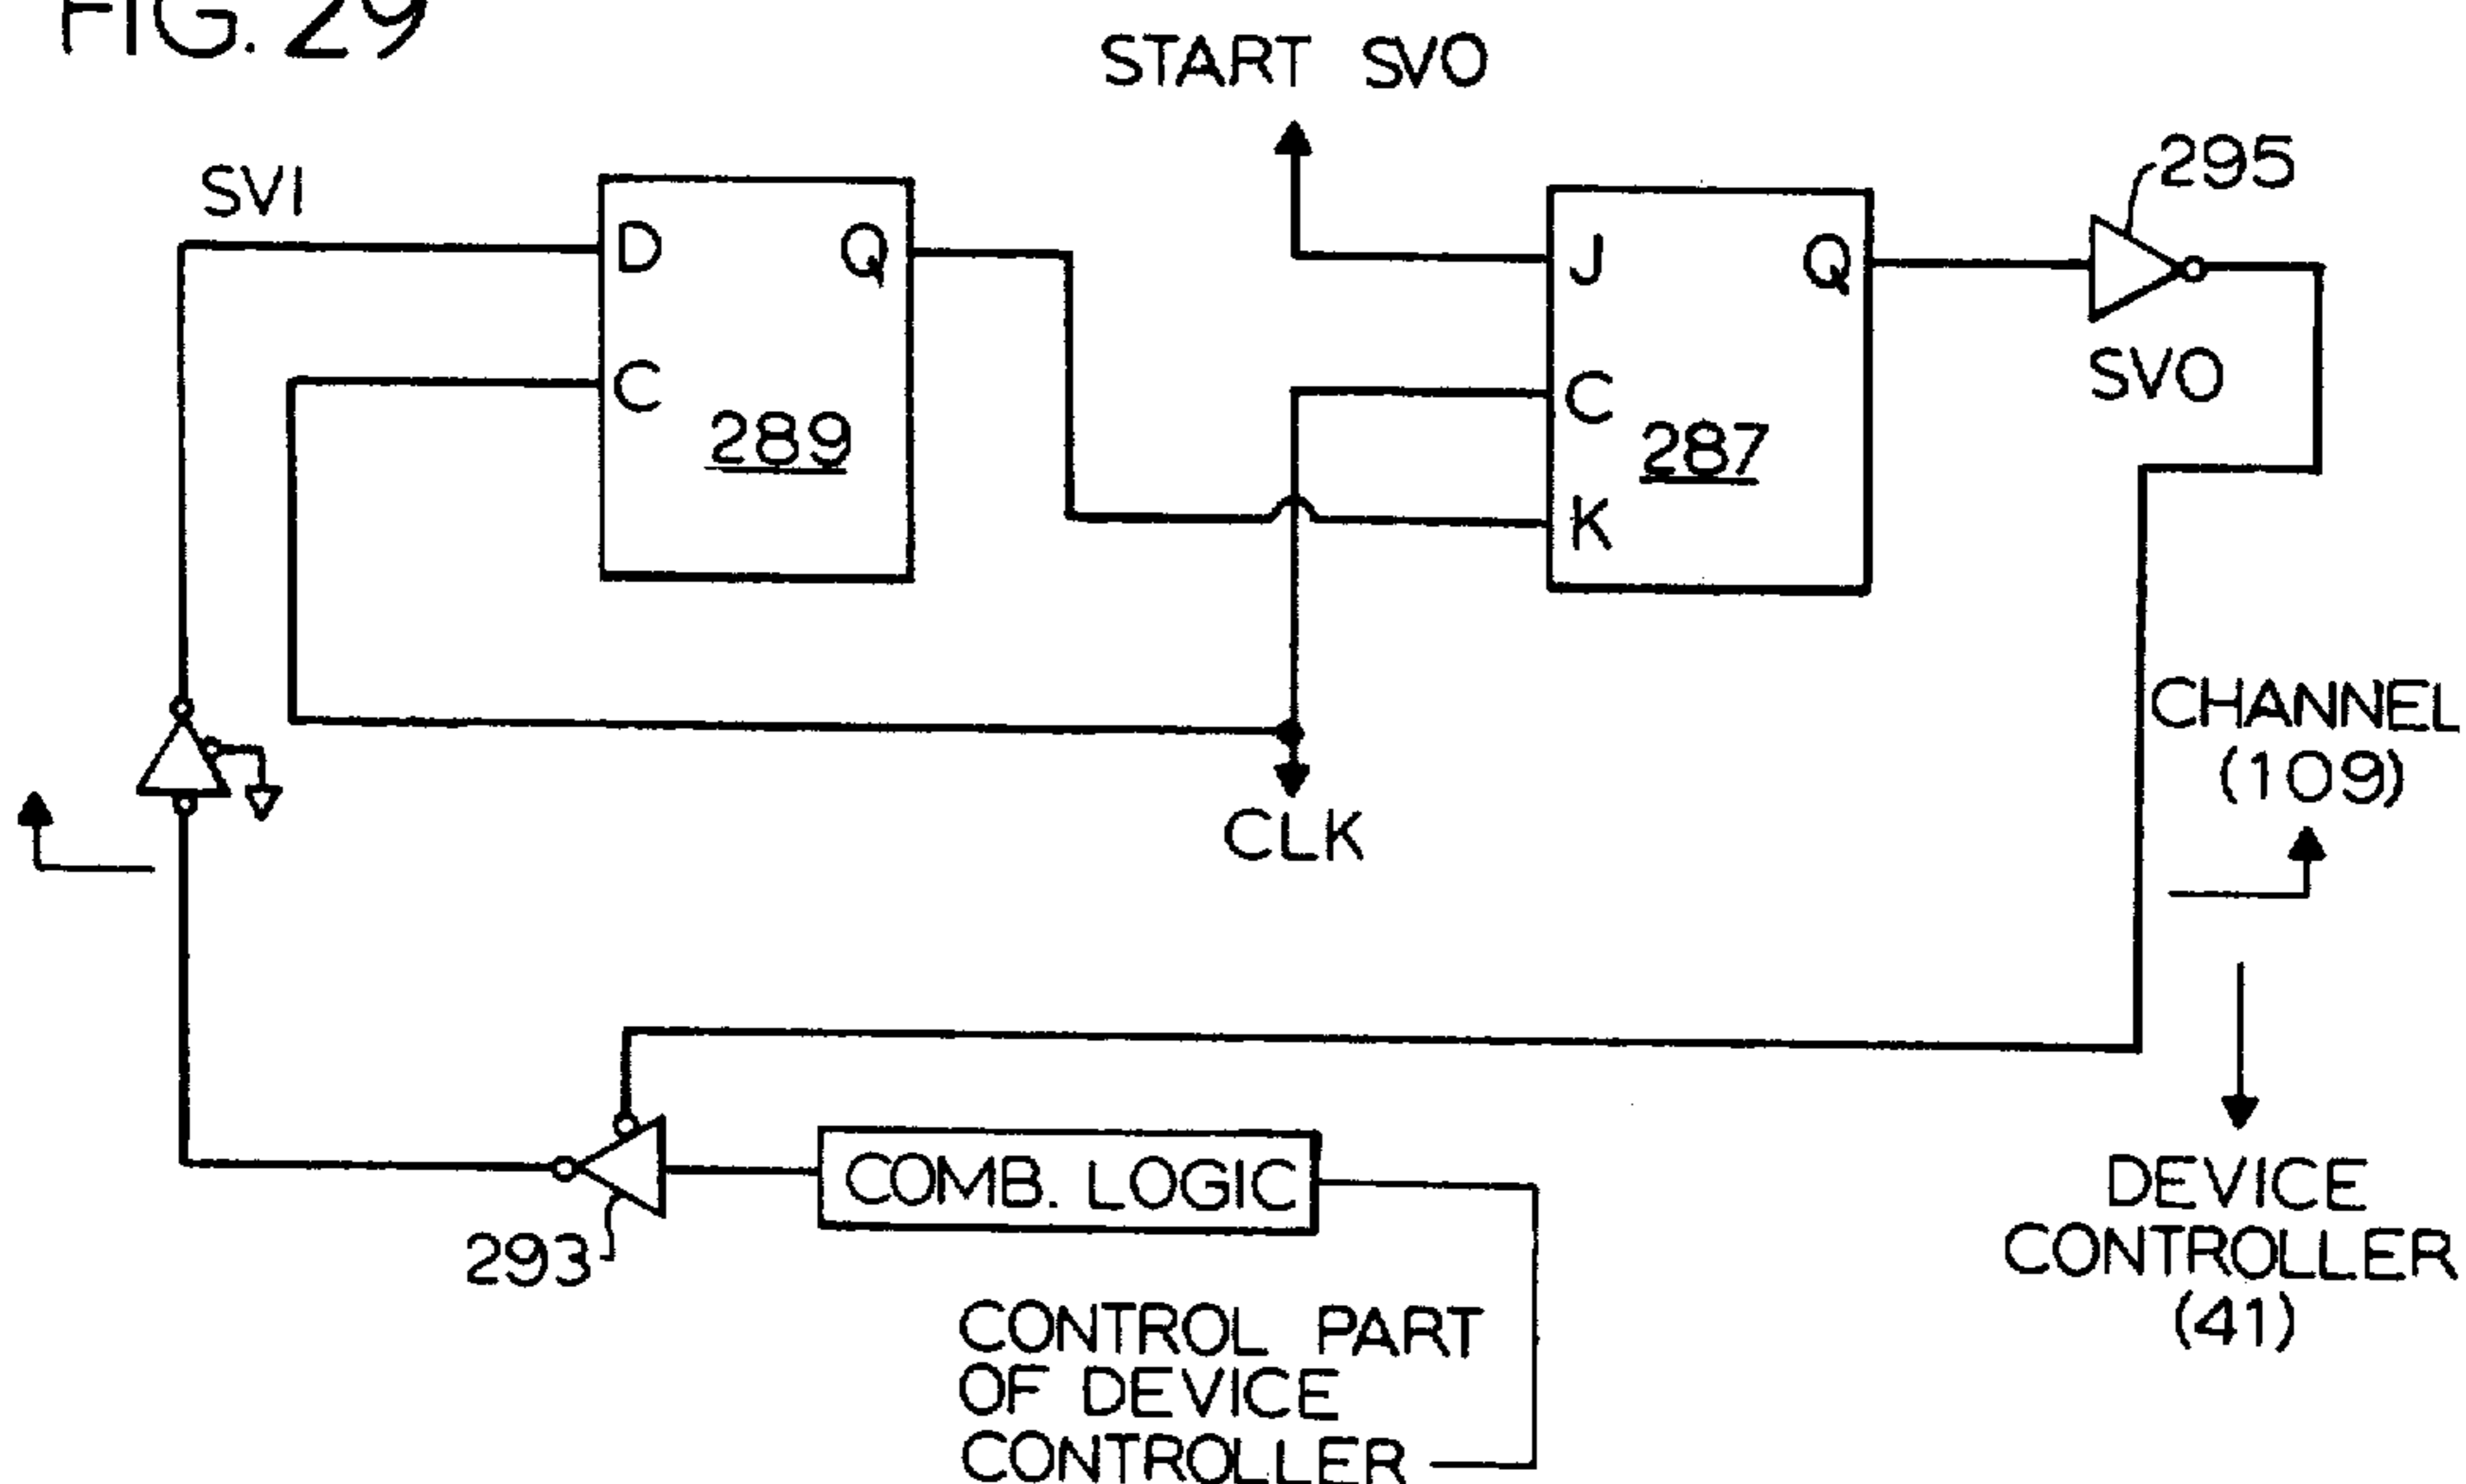 FIG. 29
START SVO
SVI
295
D
Q
J
Q
C
C
289
287
K
SVO
CHANNEL
(109)
CLK
COMB. LOGIC
293
DEVICE
CONTROLLER
(41)
CONTROL PART
OF DEVICE
CONTROLLER